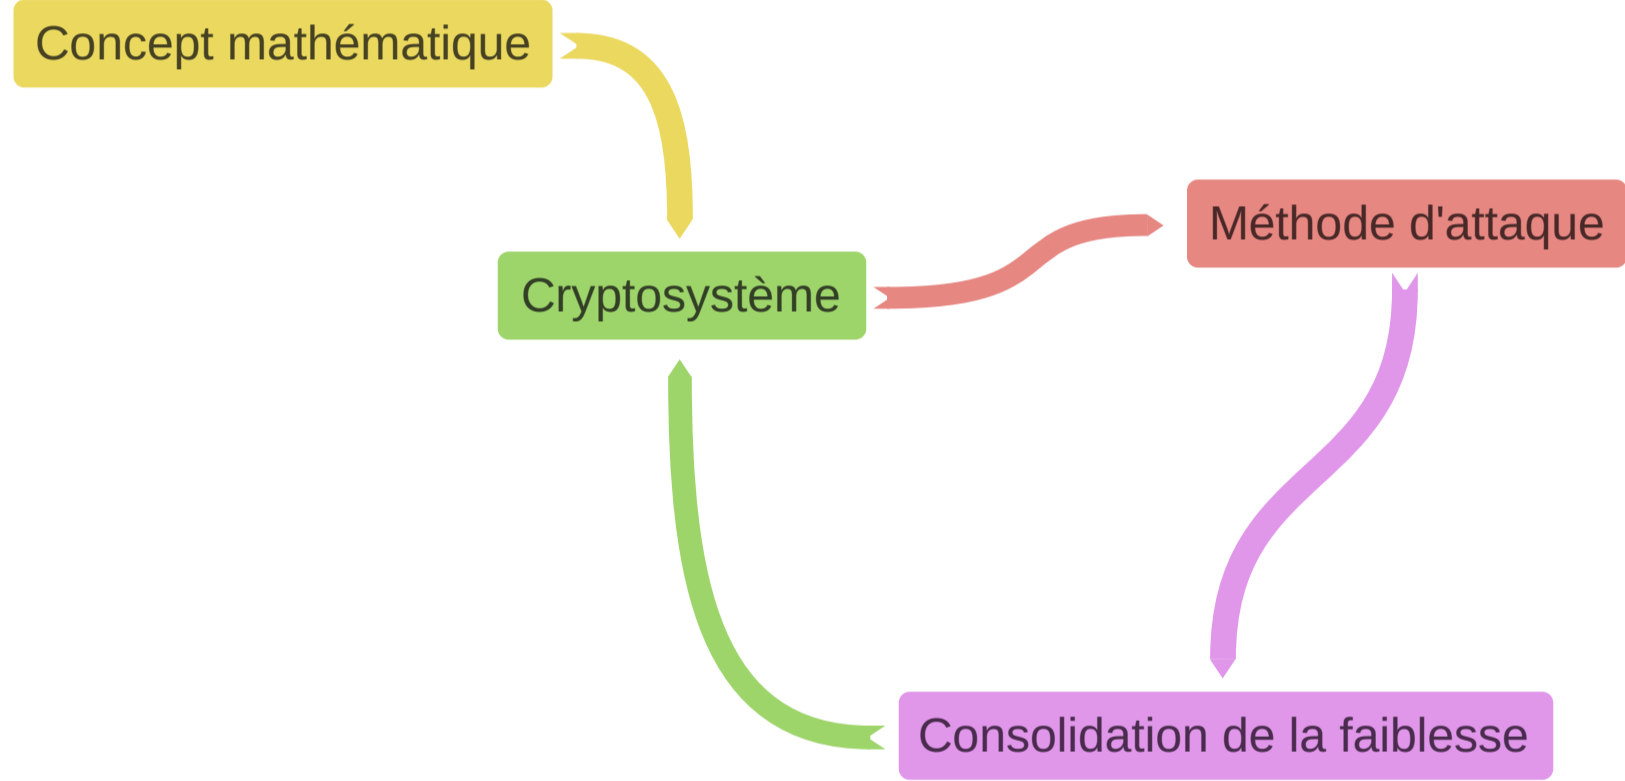 Concept mathématique
Méthode d'attaque
Cryptosystème
Consolidation de la faiblesse